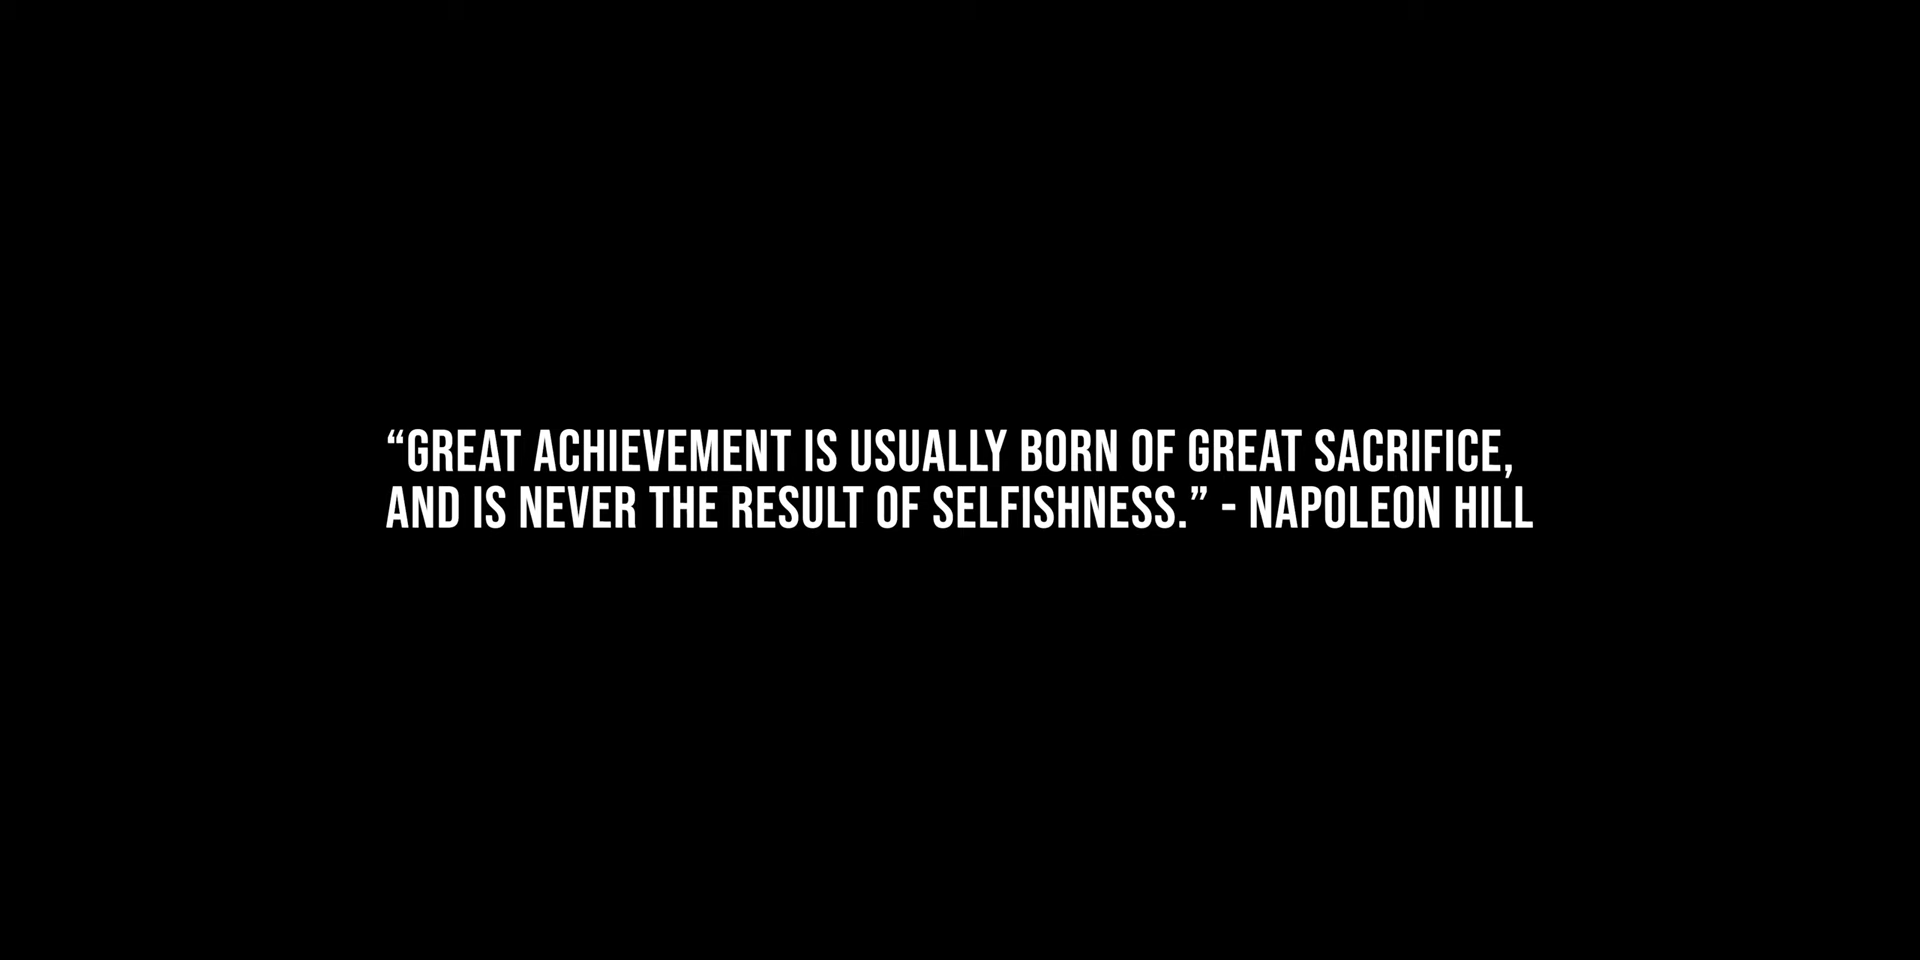 “GREAT ACHIEVEMENT IS USUALLY BORN OF GREAT SACRIFICE,
AND IS NEVER THE RESULT OF SELFISHNESS.” - NAPOLEON HILL